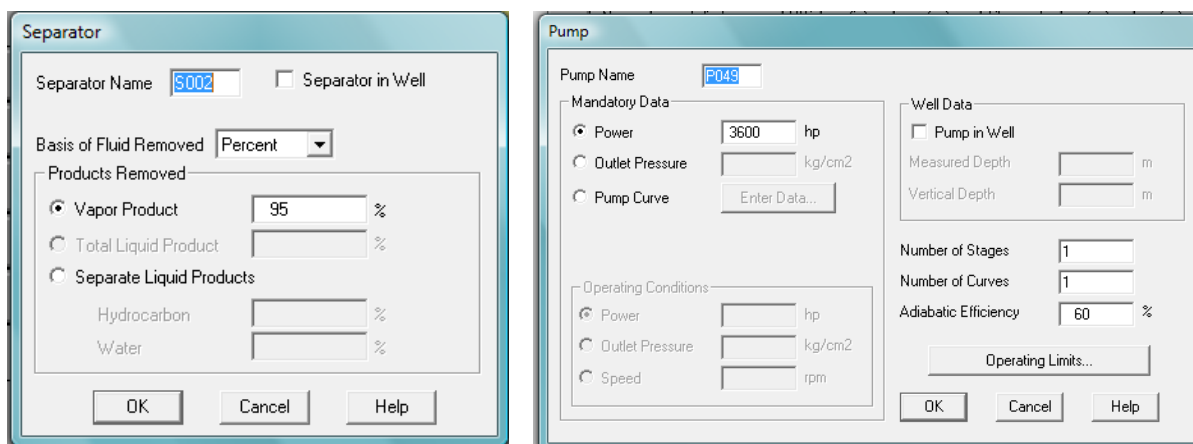 Separator
Separator Name S002 Separator in Well
Basis of Fluid Removed Percent
Products Removed
Vapor Product 95 %
Total Liquid Product %
Separate Liquid Products
Hydrocarbon %
Water %
OK Cancel Help
Pump
Pump Name P049
Mandatory Data
Power 3600 hp
Outlet Pressure kg/cm2
Pump Curve Enter Data...
Operating Conditions
Power hp
Outlet Pressure kg/cm2
Speed rpm
Well Data
Pump in Well
Measured Depth m
Vertical Depth m
Number of Stages 1
Number of Curves 1
Adiabatic Efficiency 60 %
Operating Limits...
OK Cancel Help